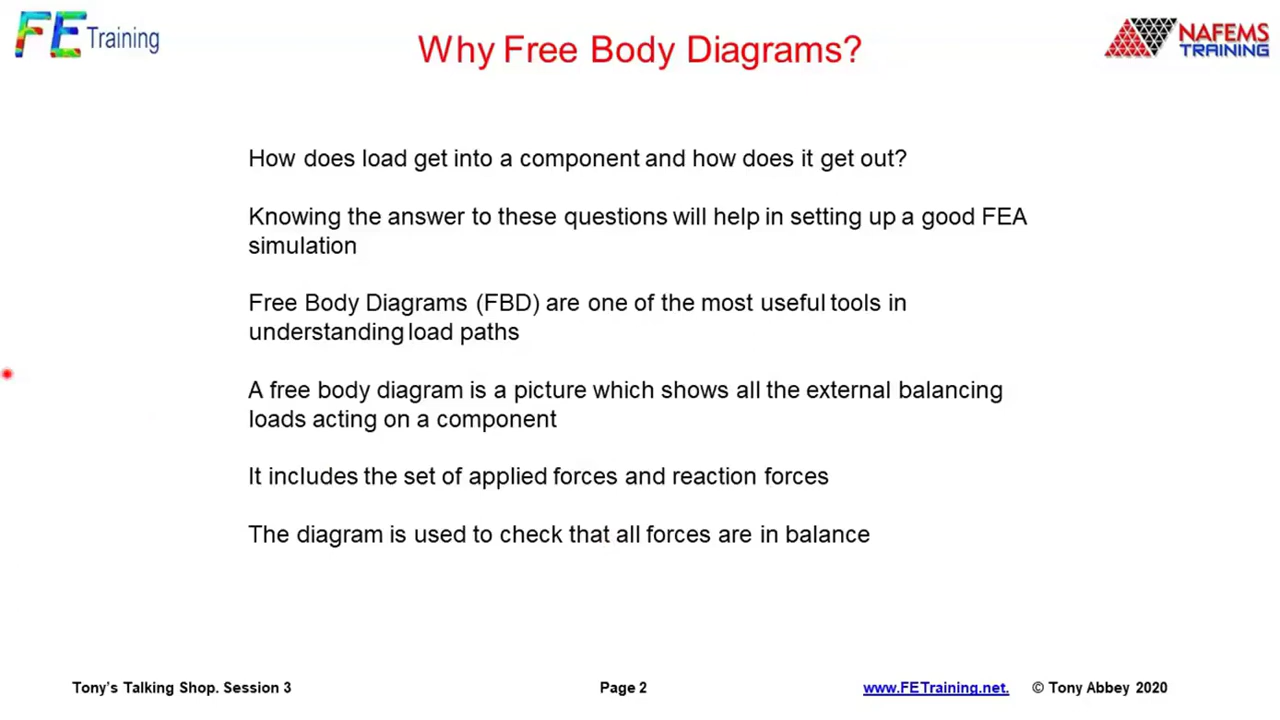 FE Training
Why Free Body Diagrams?
NAFEMS
TRAINING
How does load get into a component and how does it get out?
Knowing the answer to these questions will help in setting up a good FEA
simulation
Free Body Diagrams (FBD) are one of the most useful tools in
understanding load paths
A free body diagram is a picture which shows all the external balancing
loads acting on a component
It includes the set of applied forces and reaction forces
The diagram is used to check that all forces are in balance
Tony's Talking Shop. Session 3
Page 2
www.FETraining.net.
© Tony Abbey 2020